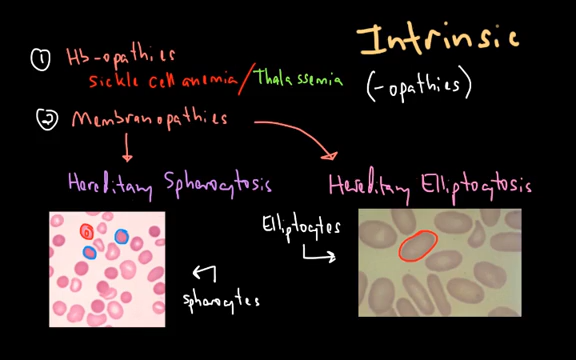 Intrinsic
(-opathies)
① Hb-opathies
Sickle cell anemia / Thalassemia
② Membranopathies
Hereditary Spherocytosis
Hereditary Elliptocytosis
Elliptocytes
spherocytes